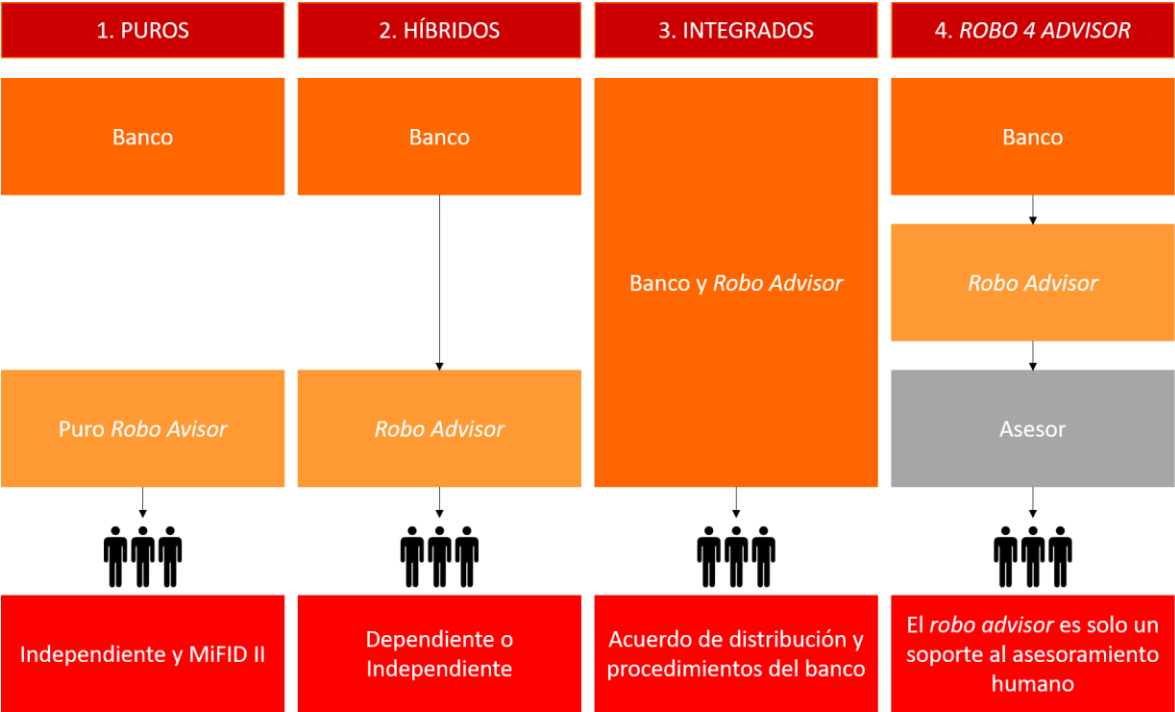 1. PUROS
2. HÍBRIDOS
3. INTEGRADOS
4. ROBO 4 ADVISOR
Banco
Banco
Banco y Robo Advisor
Banco
Robo Advisor
Puro Robo Avisor
Robo Advisor
Asesor
Independiente y MiFID II
Dependiente o
Independiente
Acuerdo de distribución y
procedimientos del banco
El robo advisor es solo un
soporte al asesoramiento
humano